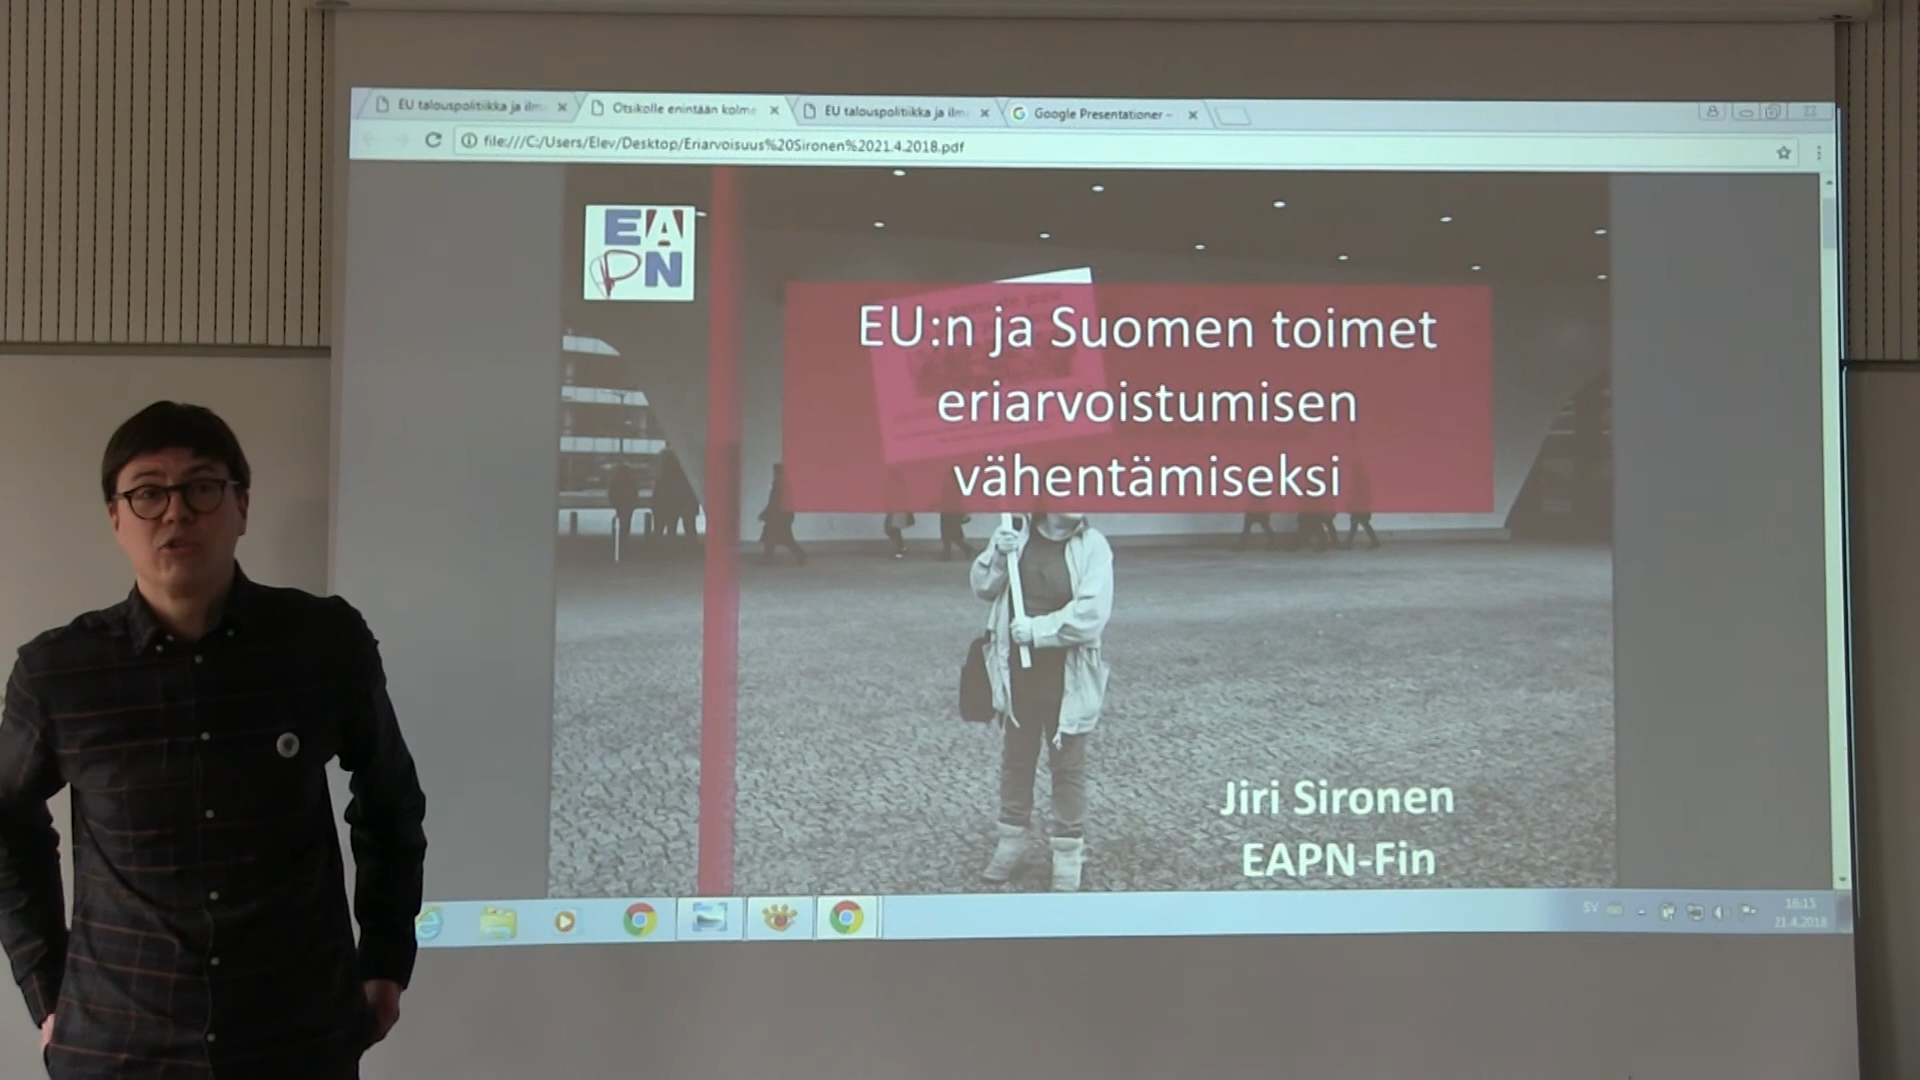 EU talouspolitiikka ja ilm
Otsikolle enintään kolme
EU talouspolitiikka ja ilm
Google Presentationer -
file:///C:/Users/Elev/Desktop/Eriarvoisuus%20Sironen%2021.4.2018.pdf
EA
PN
EU:n ja Suomen toimet
eriarvoistumisen
vähentämiseksi
Jiri Sironen
EAPN-Fin
SV
16:15
21.4.2018